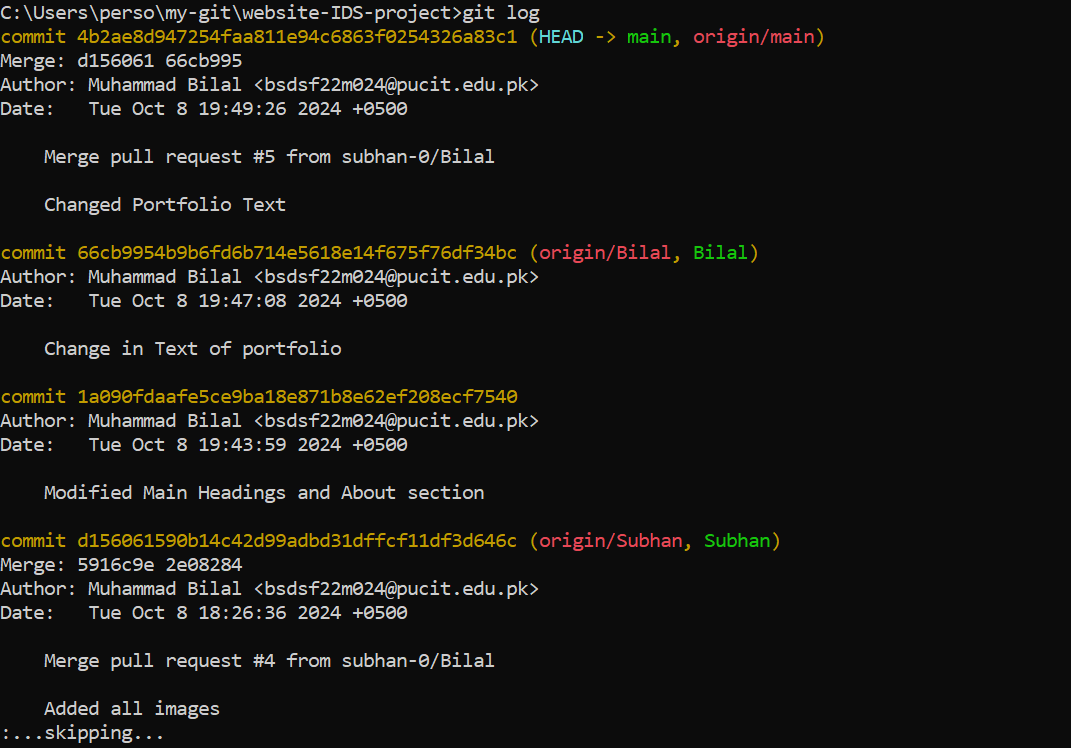 C:\Users\perso\my-git\website-IDS-project>git log
commit 4b2ae8d947254faa811e94c6863f0254326a83c1 (HEAD -> main, origin/main)
Merge: d156061 66cb995
Author: Muhammad Bilal <bsdsf22m024@pucit.edu.pk>
Date:   Tue Oct 8 19:49:26 2024 +0500
    Merge pull request #5 from subhan-0/Bilal
    Changed Portfolio Text
commit 66cb9954b9b6fd6b714e5618e14f675f76df34bc (origin/Bilal, Bilal)
Author: Muhammad Bilal <bsdsf22m024@pucit.edu.pk>
Date:   Tue Oct 8 19:47:08 2024 +0500
    Change in Text of portfolio
commit 1a090fdaafe5ce9ba18e871b8e62ef208ecf7540
Author: Muhammad Bilal <bsdsf22m024@pucit.edu.pk>
Date:   Tue Oct 8 19:43:59 2024 +0500
    Modified Main Headings and About section
commit d156061590b14c42d99adbd31dffcf11df3d646c (origin/Subhan, Subhan)
Merge: 5916c9e 2e08284
Author: Muhammad Bilal <bsdsf22m024@pucit.edu.pk>
Date:   Tue Oct 8 18:26:36 2024 +0500
    Merge pull request #4 from subhan-0/Bilal
    Added all images
:...skipping...